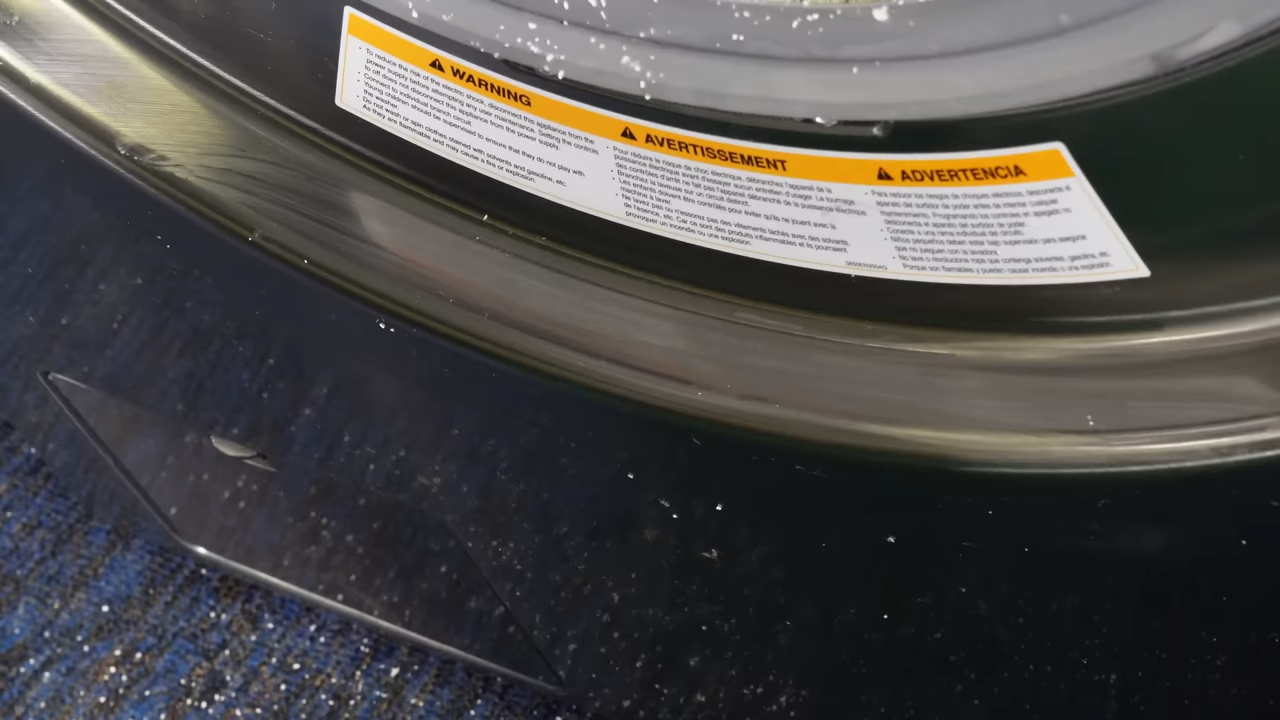 WARNING
• To reduce the risk of the electric shock, disconnect this appliance from the
power supply before attempting any user maintenance. Setting the controls
to off does not disconnect this appliance from the power supply.
• Connect to individual branch circuit.
• Young children should be supervised to ensure that they do not play with
the washer.
• Do not wash or spin clothes stained with solvents and gasoline, etc.
As they are flammable and may cause a fire or explosion.
AVERTISSEMENT
• Pour réduire le risque de choc électrique, débranchez l'appareil de la
puissance électrique avant d'essayer aucun entretien d'usager. La tournage
des contrôles d'arrêt ne fait pas l'appareil débranché de la puissance électrique.
• Branchez la laveuse sur un circuit distinct.
• Les enfants doivent être contrôlés pour éviter qu'ils ne jouent avec la
machine à laver.
• Ne lavez pas ou n'essorez pas des vêtements tachés avec des solvants,
de l'esence, etc. Car ce sont des produits inflammables et ils pourraient
provoquer un incendie ou une explosion.
ADVERTENCIA
• Para reducir los riesgos de choques eléctricos, desconecte el
aparato del surtidor de poder antes de intentar cualquier
mantenimiento. Programando los controles en apagado no
desconecta el aparato del surtidor de poder.
• Conecte a una rama individual del circuito.
• Niños pequeños deben estar bajo supervisión para asegurar
que no jueguen con la lavadora.
• No lave o revolucione ropa que contenga solventes, gasolina, etc.
Porque son flamables y pueden causar incendio o una explosión.